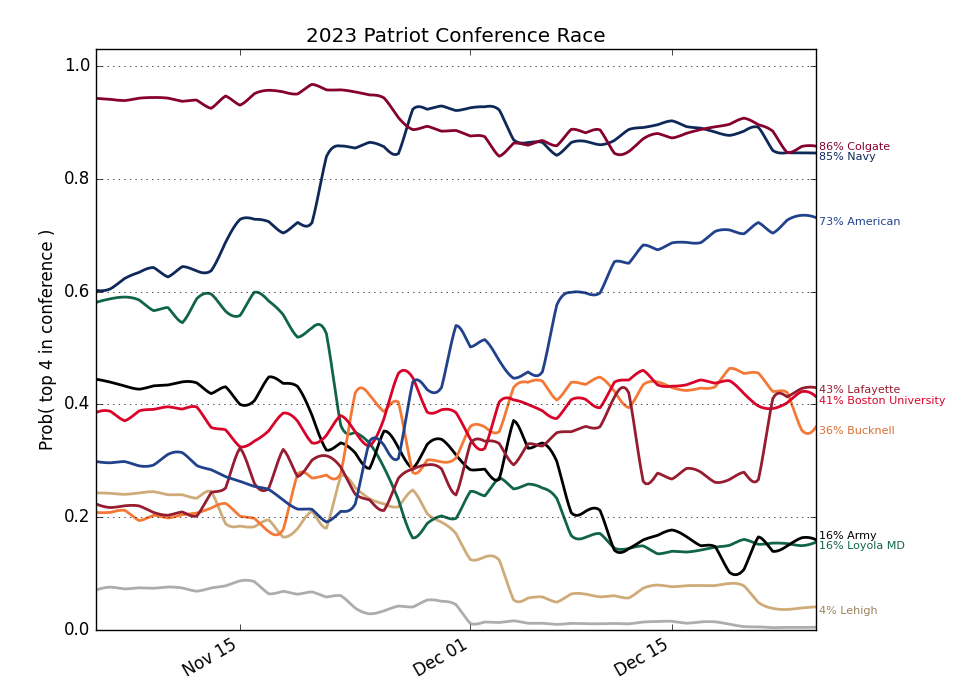 2023 Patriot Conference Race
Prob( top 4 in conference )
1.0
0.8
0.6
0.4
0.2
0.0
Nov 15
Dec 01
Dec 15
86% Colgate
85% Navy
73% American
43% Lafayette
41% Boston University
36% Bucknell
16% Army
16% Loyola MD
4% Lehigh